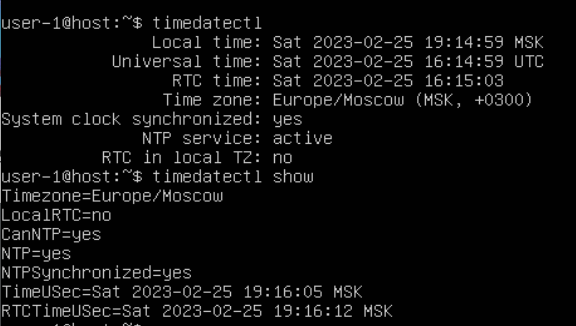 user-1@host:~$ timedatectl
Local time: Sat 2023-02-25 19:14:59 MSK
Universal time: Sat 2023-02-25 16:14:59 UTC
RTC time: Sat 2023-02-25 16:15:03
Time zone: Europe/Moscow (MSK, +0300)
System clock synchronized: yes
NTP service: active
RTC in local TZ: no
user-1@host:~$ timedatectl show
Timezone=Europe/Moscow
LocalRTC=no
CanNTP=yes
NTP=yes
NTPSynchronized=yes
TimeUSec=Sat 2023-02-25 19:16:05 MSK
RTCTimeUSec=Sat 2023-02-25 19:16:12 MSK